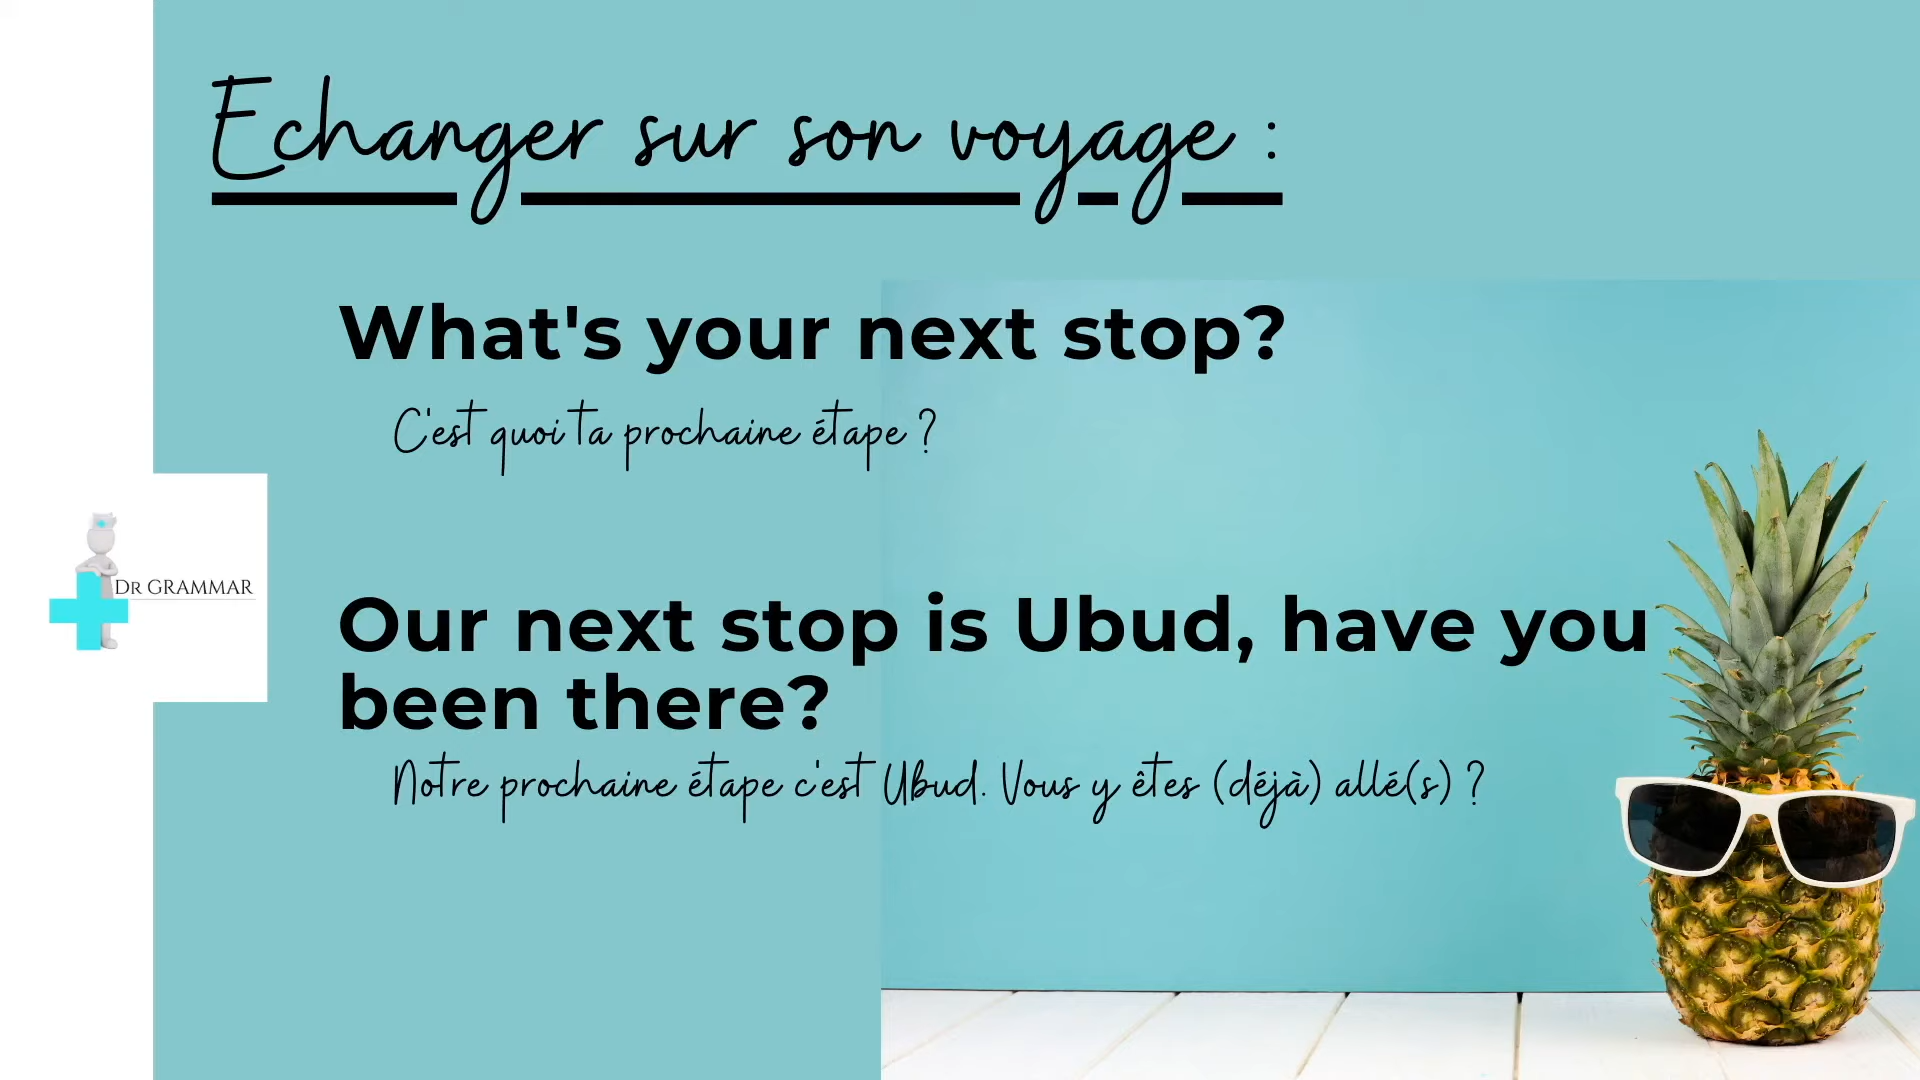 Echanger sur son voyage :
What's your next stop?
C'est quoi ta prochaine étape ?
DR GRAMMAR
Our next stop is Ubud, have you
been there?
Notre prochaine étape c'est Ubud. Vous y êtes (déjà) allé(s) ?